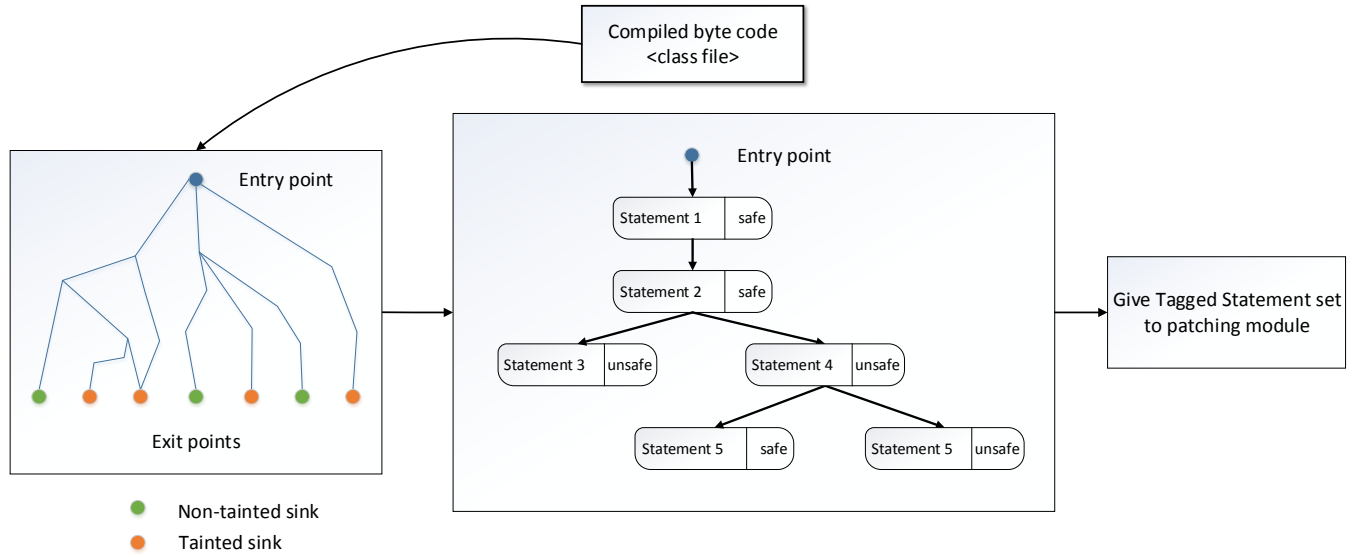 Compiled byte code
<class file>
Entry point
Exit points
Non-tainted sink
Tainted sink
Entry point
Statement 1 safe
Statement 2 safe
Statement 3 unsafe
Statement 4 unsafe
Statement 5 safe
Statement 5 unsafe
Give Tagged Statement set
to patching module